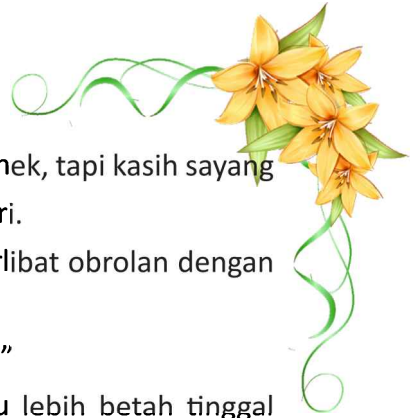 nek, tapi kasih sayang
ri.
rlibat obrolan dengan
”
u lebih betah tinggal